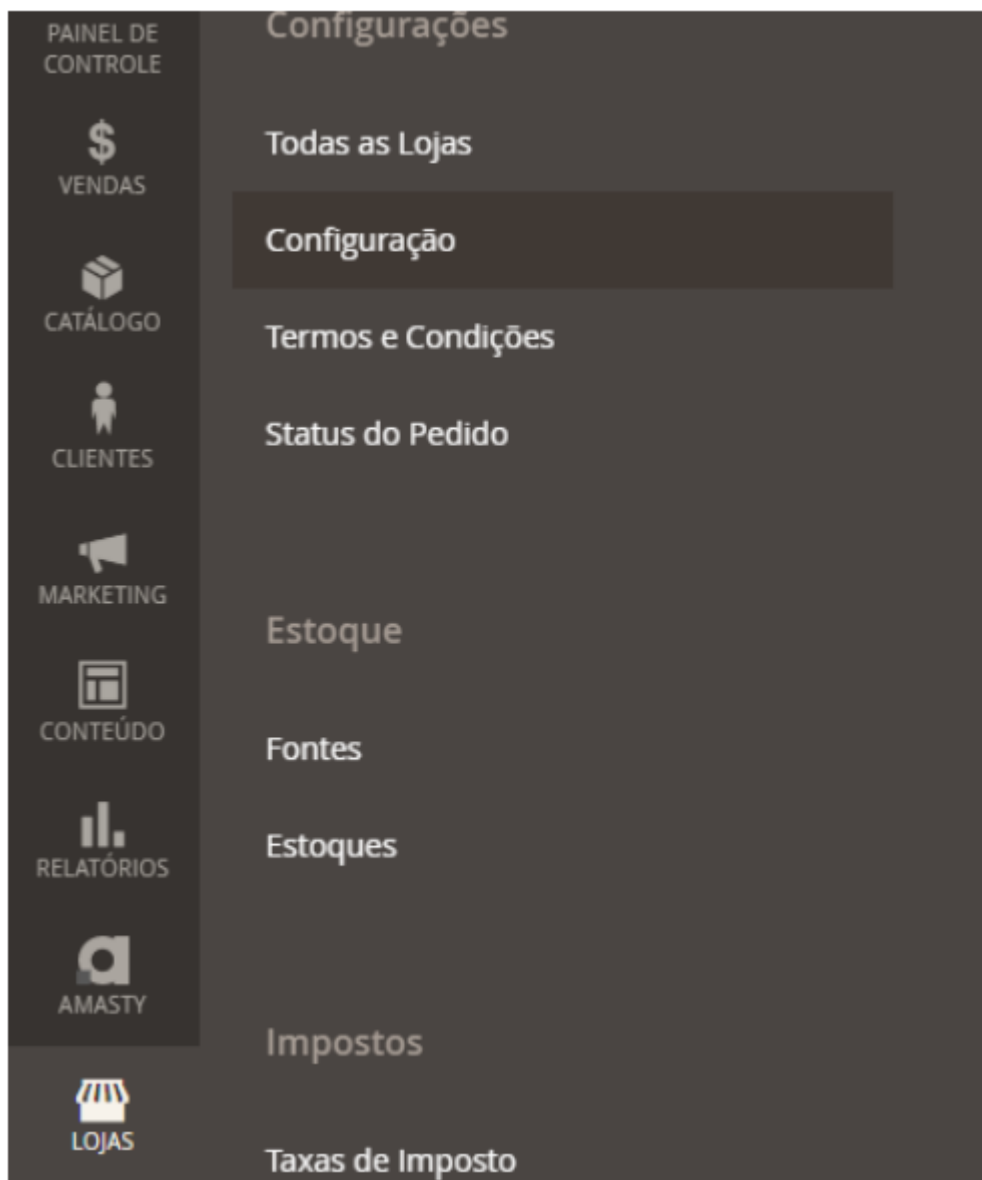 PAINEL DE
CONTROLE
VENDAS
CATÁLOGO
CLIENTES
MARKETING
CONTEÚDO
RELATÓRIOS
AMASTY
LOJAS
Configurações
Todas as Lojas
Configuração
Termos e Condições
Status do Pedido
Estoque
Fontes
Estoques
Impostos
Taxas de Imposto